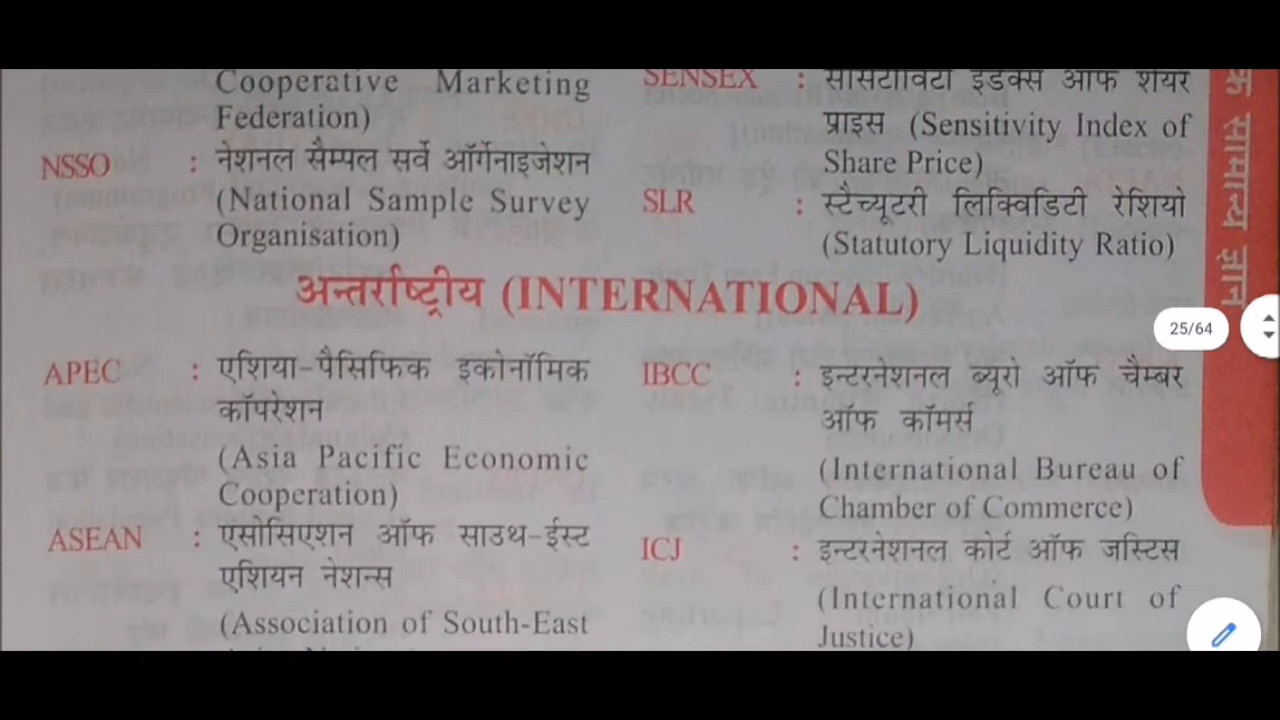 Cooperative Marketing
Federation)
NSSO : नेशनल सैम्पल सर्वे ऑर्गेनाइजेशन
(National Sample Survey
Organisation)
SENSEX : सेंसिटीविटी इंडेक्स ऑफ शेयर
प्राइस (Sensitivity Index of
Share Price)
SLR : स्टैच्यूटरी लिक्विडिटी रेशियो
(Statutory Liquidity Ratio)
अन्तर्राष्ट्रीय (INTERNATIONAL)
APEC : एशिया-पैसिफिक इकोनॉमिक
कॉपरेशन
(Asia Pacific Economic
Cooperation)
ASEAN : एसोसिएशन ऑफ साउथ-ईस्ट
एशियन नेशन्स
(Association of South-East
IBCC : इन्टरनेशनल ब्यूरो ऑफ चैम्बर
ऑफ कॉमर्स
(International Bureau of
Chamber of Commerce)
ICJ : इन्टरनेशनल कोर्ट ऑफ जस्टिस
(International Court of
Justice)
सामान्य ज्ञान
25/64